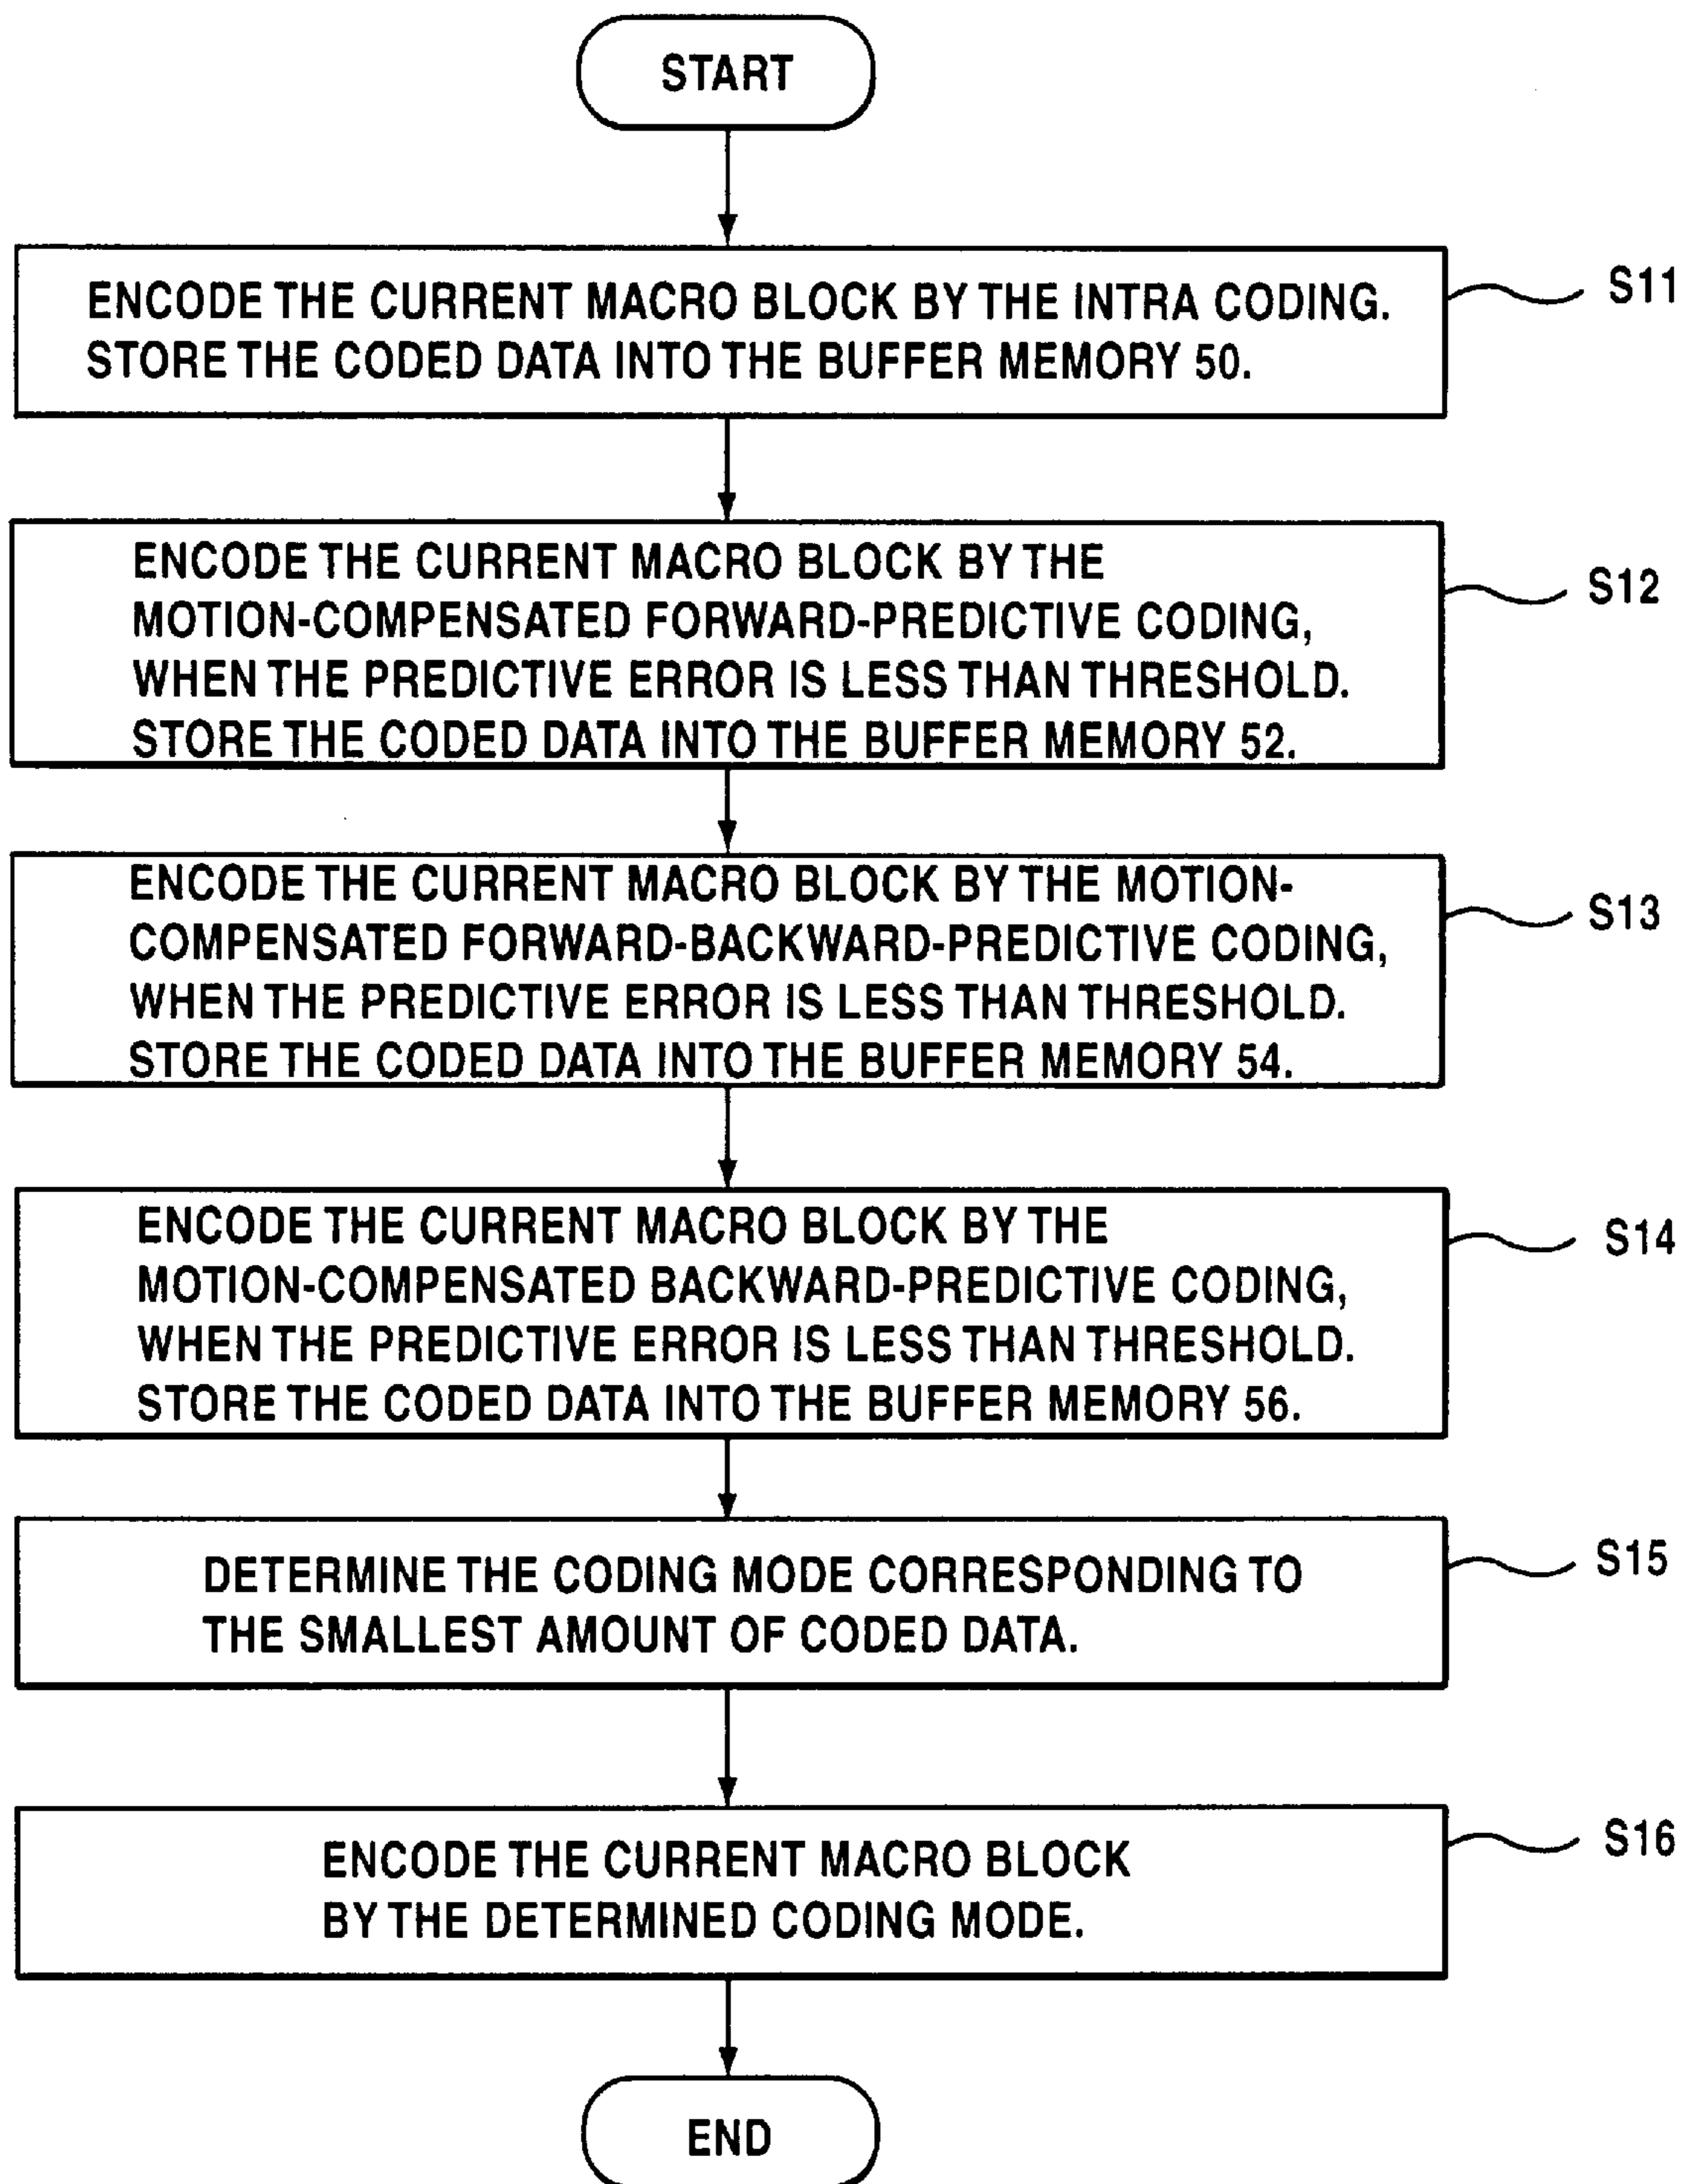 START
ENCODE THE CURRENT MACRO BLOCK BY THE INTRA CODING.
STORE THE CODED DATA INTO THE BUFFER MEMORY 50.
S11
ENCODE THE CURRENT MACRO BLOCK BY THE
MOTION-COMPENSATED FORWARD-PREDICTIVE CODING,
WHEN THE PREDICTIVE ERROR IS LESS THAN THRESHOLD.
STORE THE CODED DATA INTO THE BUFFER MEMORY 52.
S12
ENCODE THE CURRENT MACRO BLOCK BY THE MOTION-
COMPENSATED FORWARD-BACKWARD-PREDICTIVE CODING,
WHEN THE PREDICTIVE ERROR IS LESS THAN THRESHOLD.
STORE THE CODED DATA INTO THE BUFFER MEMORY 54.
S13
ENCODE THE CURRENT MACRO BLOCK BY THE
MOTION-COMPENSATED BACKWARD-PREDICTIVE CODING,
WHEN THE PREDICTIVE ERROR IS LESS THAN THRESHOLD.
STORE THE CODED DATA INTO THE BUFFER MEMORY 56.
S14
DETERMINE THE CODING MODE CORRESPONDING TO
THE SMALLEST AMOUNT OF CODED DATA.
S15
ENCODE THE CURRENT MACRO BLOCK
BY THE DETERMINED CODING MODE.
S16
END